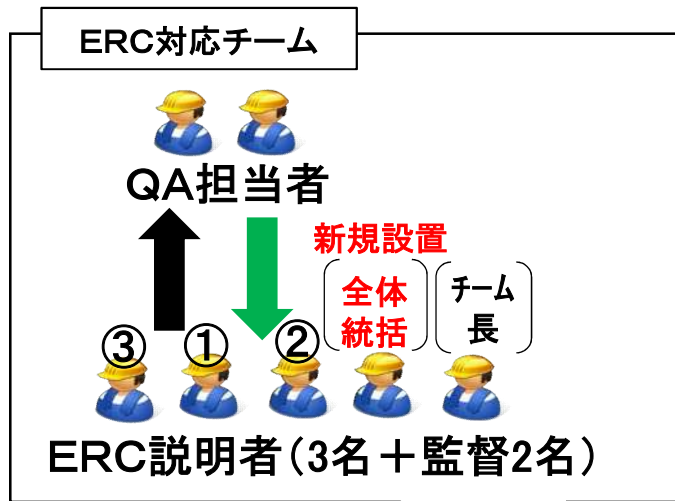 ERC対応チーム
QA担当者
新規設置
全体
統括
チーム
長
③ ① ②
ERC説明者(3名+監督2名)